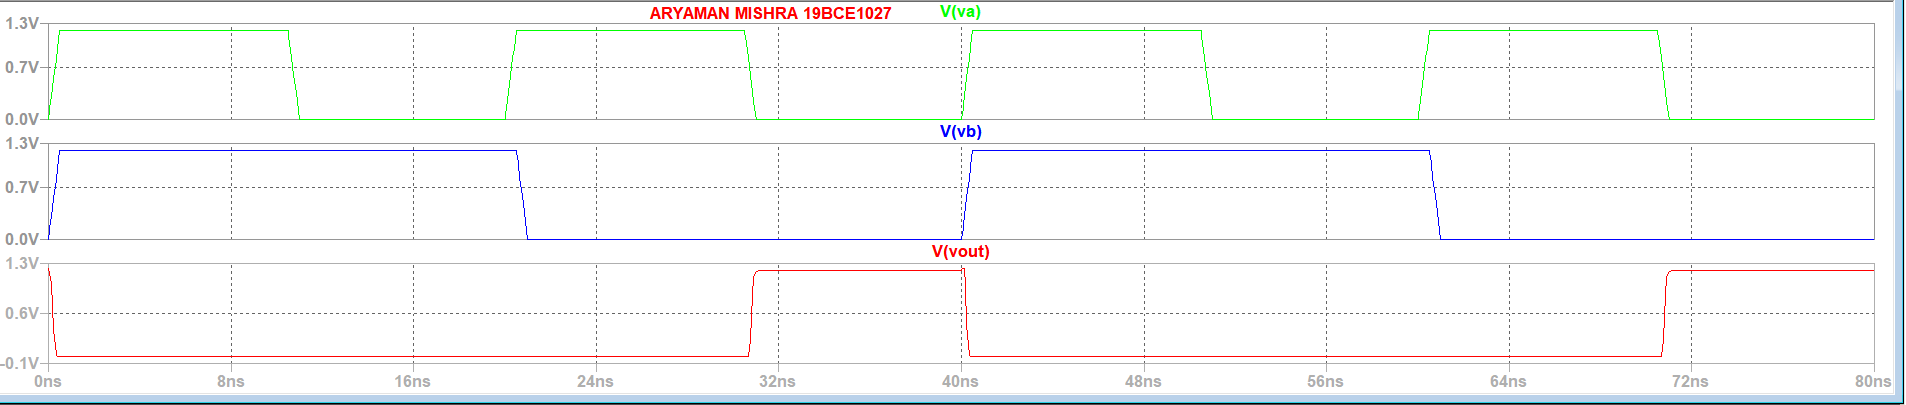 ARYAMAN MISHRA 19BCE1027 V(va)
1.3V
0.7V
0.0V
V(vb)
1.3V
0.7V
0.0V
V(vout)
1.3V
0.6V
-0.1V
0ns 8ns 16ns 24ns 32ns 40ns 48ns 56ns 64ns 72ns 80ns